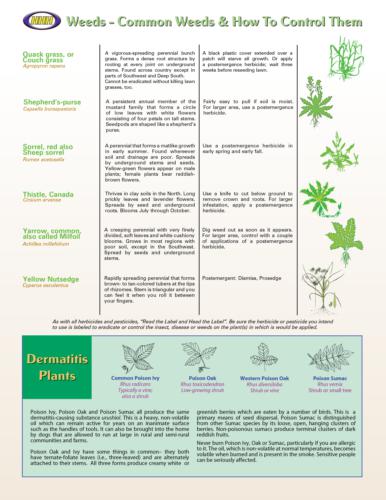 NHH Weeds - Common Weeds & How To Control Them
Quack grass, or
Couch grass
Agropyron repens
A vigorous-spreading perennial bunch
grass. Forms a dense root structure by
rooting at every joint on underground
stems. Found across country except in
parts of Southwest and Deep South.
Cannot be eradicated without killing lawn
grasses, too.
A black plastic cover extended over a
patch will starve all growth. Or apply
a postemergence herbicide; wait three
weeks before reseeding lawn.
Shepherd's-purse
Capsella bursapastoris
A persistent annual member of the
mustard family that forms a circle
of low leaves with white flowers
consisting of four petals on tall stems.
Seedpods are shaped like a shepherd's
purse.
Fairly easy to pull if soil is moist.
For larger area, use a postemergence
herbicide.
Sorrel, red also
Sheep sorrel
Rumex acetosella
A perennial that forms a matlike growth
in early summer. Found whenever
soil and drainage are poor. Spreads
by underground stems and seeds.
Yellow-green flowers appear on male
plants; female plants bear reddish-
brown flowers.
Use a postemergence herbicide in
early spring and early fall.
Thistle, Canada
Cirsium arvense
Thrives in clay soils in the North. Long
prickly leaves and lavender flowers.
Spreads by seed and underground
roots. Blooms July through October.
Use a knife to cut below ground to
remove crown and roots. For larger
infestation, apply a postemergence
herbicide.
Yarrow, common,
also called Milfoil
Achillea millefolium
A creeping perennial with very finely
divided, soft leaves and white cushiony
blooms. Grows in most regions with
poor soil, except in the Southwest.
Spread by seeds and underground
stems.
Dig weed out as soon as it appears.
For larger area, control with a couple
of applications of a postemergence
herbicide.
Yellow Nutsedge
Cyperus esculentus
Rapidly spreading perennial that forms
brown- to tan-colored tubers at the tips
of rhizomes. Stem is triangular and you
can feel it when you roll it between
your fingers.
Postemergent: Dismiss, Prosedge
As with all herbicides and pesticides, "Read the Label and Head the Label". Be sure the herbicide or pesticide you intend
to use is labeled to eradicate or control the insect, disease or weeds on the plant(s) in which is would be applied.
Dermatitis
Plants
Common Poison Ivy
Rhus radicans
Typically a vine,
also a shrub
Poison Oak
Rhus toxicodendron
Low-growing shrub
Western Poison Oak
Rhus diversiloba
Shrub or vine
Poison Sumac
Rhus vernix
Shrub or small tree
Poison Ivy, Poison Oak and Poison Sumac all produce the same
dermatitis-causing substance urushiol. This is a heavy, non-volatile
oil which can remain active for years on an inanimate surface
such as the handles of tools. It can also be brought into the home
by dogs that are allowed to run at large in rural and semi-rural
communities and farms.
Poison Oak and Ivy have some things in common- they both
have ternate-foliate leaves (i.e., three-leaved) and are alternately
attached to their stems. All three forms produce creamy white or
greenish berries which are eaten by a number of birds. This is a
primary means of seed dispersal. Poison Sumac is distinguished
from other Sumac species by its loose, open, hanging clusters of
berries. Non-poisonous sumacs produce terminal clusters of dark
reddish fruits.
Never burn Poison Ivy, Oak or Sumac, particularly if you are allergic
to it. The oil, which is non-volatile at normal temperatures, becomes
volatile when burned and is present in the smoke. Sensitive people
can be seriously affected.